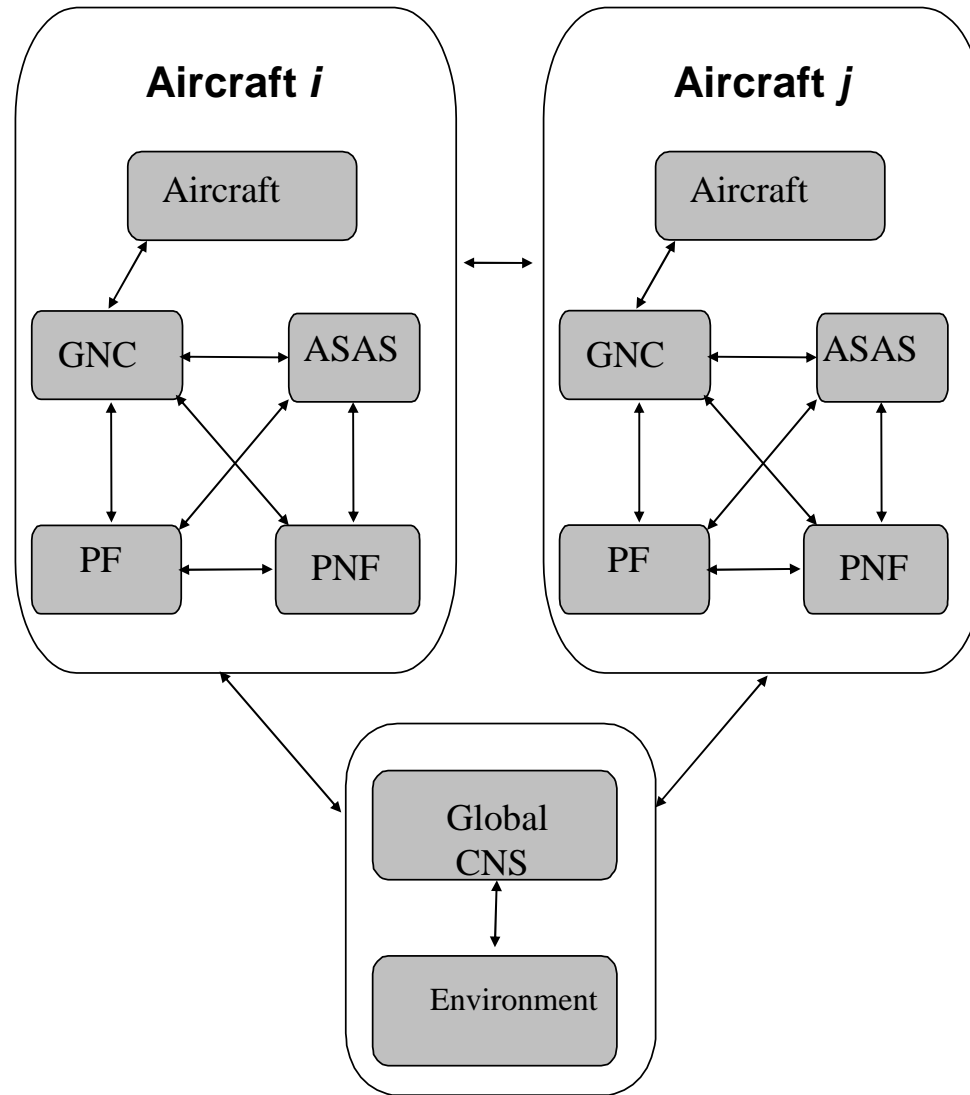 Aircraft i
Aircraft
GNC
ASAS
PF
PNF
Aircraft j
Aircraft
GNC
ASAS
PF
PNF
Global
CNS
Environment